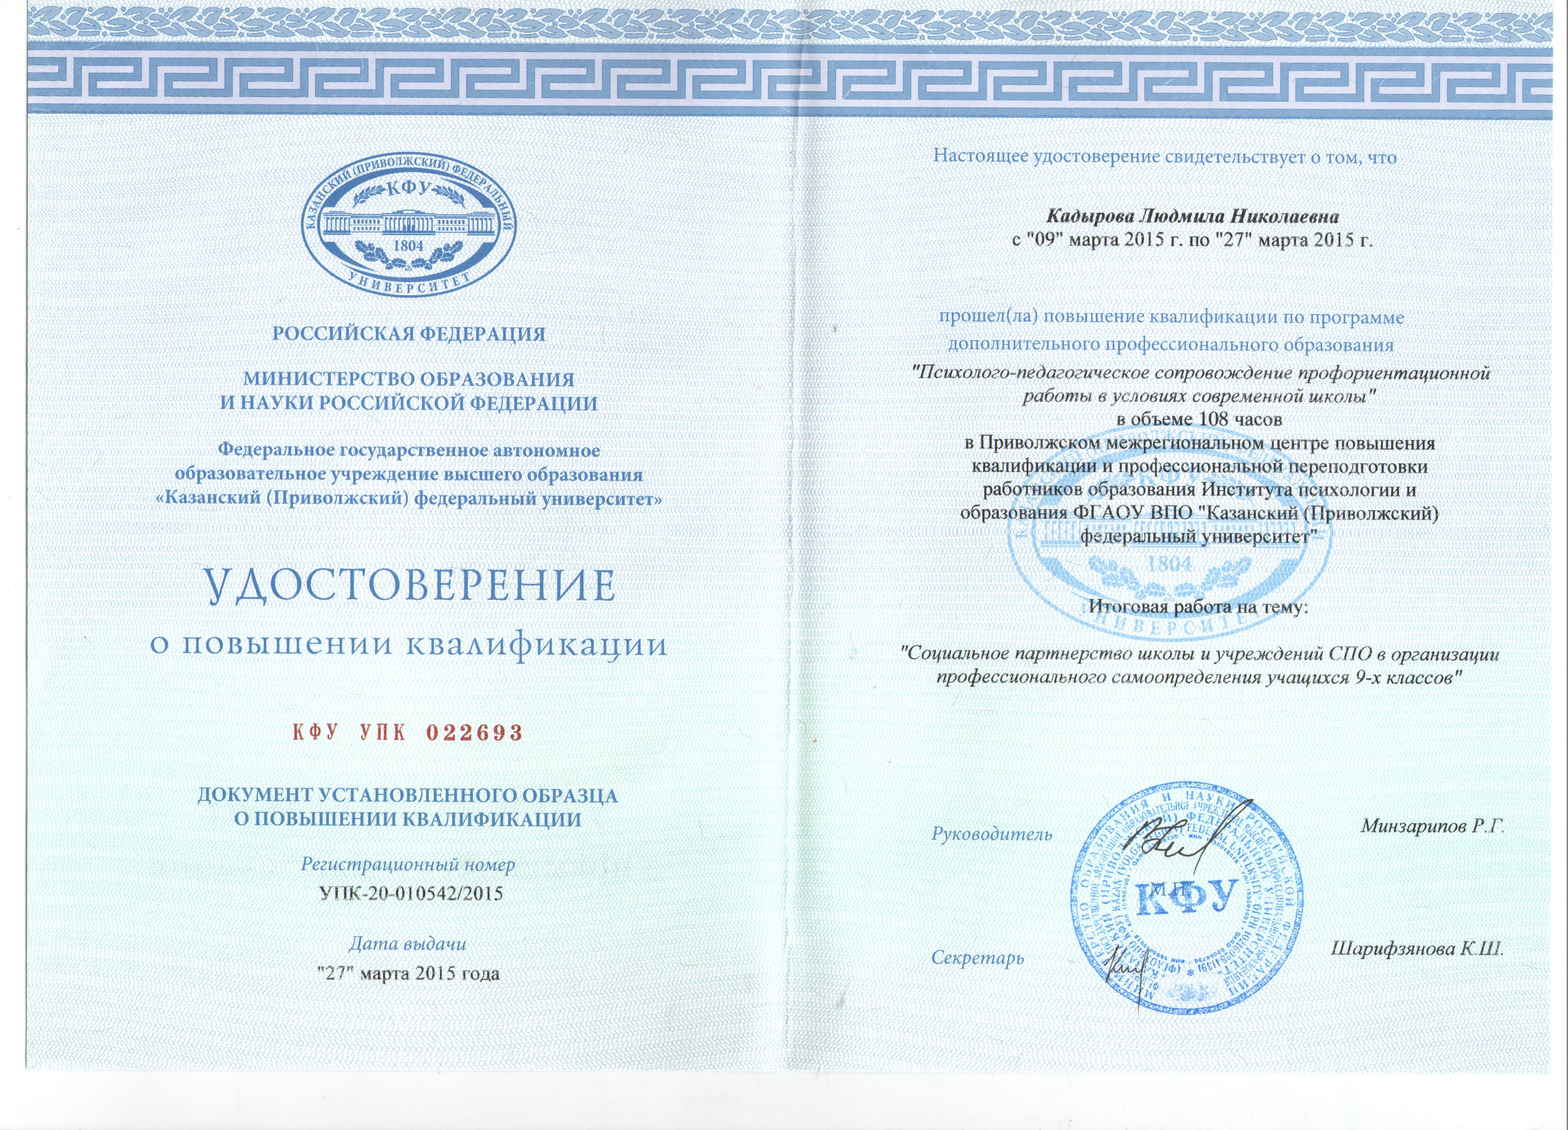 КАЗАНСКИЙ (ПРИВОЛЖСКИЙ) ФЕДЕРАЛЬНЫЙ
КФУ
1804
УНИВЕРСИТЕТ
РОССИЙСКАЯ ФЕДЕРАЦИЯ
МИНИСТЕРСТВО ОБРАЗОВАНИЯ
И НАУКИ РОССИЙСКОЙ ФЕДЕРАЦИИ
Федеральное государственное автономное
образовательное учреждение высшего образования
«Казанский (Приволжский) федеральный университет»
УДОСТОВЕРЕНИЕ
о повышении квалификации
КФУ УПК 022693
ДОКУМЕНТ УСТАНОВЛЕННОГО ОБРАЗЦА
О ПОВЫШЕНИИ КВАЛИФИКАЦИИ
Регистрационный номер
УПК-20-010542/2015
Дата выдачи
"27" марта 2015 года
Настоящее удостоверение свидетельствует о том, что
Кадырова Людмила Николаевна
с "09" марта 2015 г. по "27" марта 2015 г.
прошел(ла) повышение квалификации по программе
дополнительного профессионального образования
"Психолого-педагогическое сопровождение профориентационной
работы в условиях современной школы"
в объеме 108 часов
в Приволжском межрегиональном центре повышения
квалификации и профессиональной переподготовки
работников образования Института психологии и
образования ФГАОУ ВПО "Казанский (Приволжский)
федеральный университет"
КФУ
1804
УНИВЕРСИТЕТ
Итоговая работа на тему:
"Социальное партнерство школы и учреждений СПО в организации
профессионального самоопределения учащихся 9-х классов"
Руководитель
Минзарипов Р.Г.
М.П.
КФУ
Секретарь
Шарифзянова К.Ш.